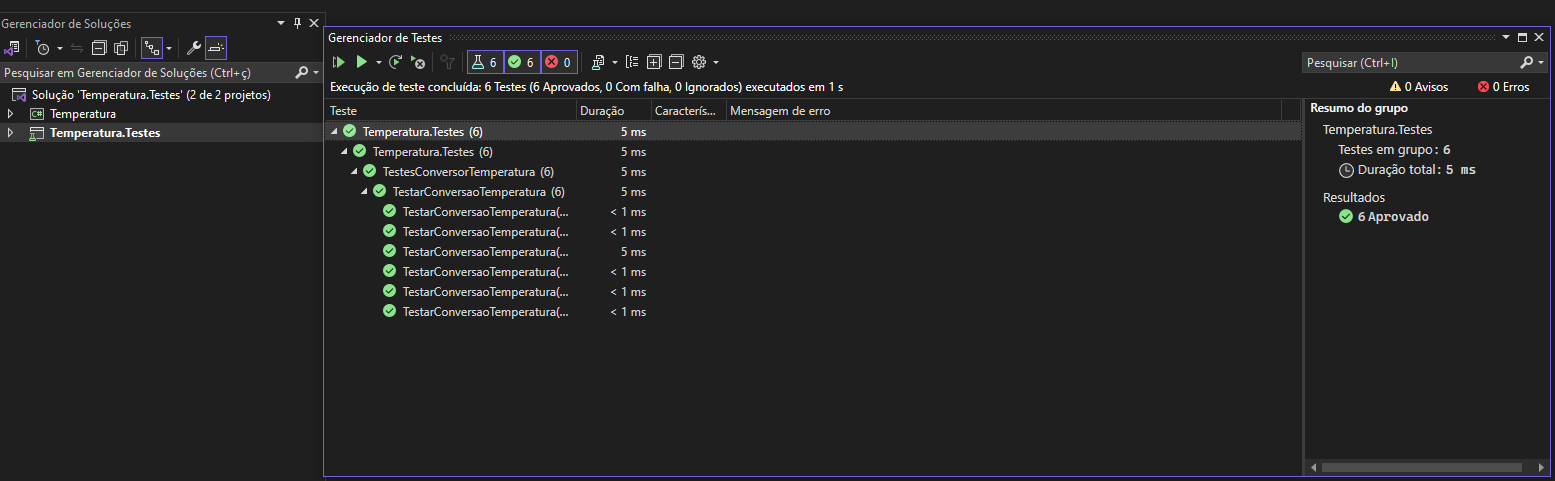 Gerenciador de Soluções
Pesquisar em Gerenciador de Soluções (Ctrl+ç)
Solução 'Temperatura.Testes' (2 de 2 projetos)
C# Temperatura
Temperatura.Testes
Gerenciador de Testes
6 6 0
Pesquisar (Ctrl+I)
Execução de teste concluída: 6 Testes (6 Aprovados, 0 Com falha, 0 Ignorados) executados em 1 s
0 Avisos 0 Erros
Teste Duração Caracterís... Mensagem de erro
Temperatura.Testes (6) 5 ms
Temperatura.Testes (6) 5 ms
TestesConversorTemperatura (6) 5 ms
TestarConversaoTemperatura (6) 5 ms
TestarConversaoTemperatura(... < 1 ms
TestarConversaoTemperatura(... < 1 ms
TestarConversaoTemperatura(... 5 ms
TestarConversaoTemperatura(... < 1 ms
TestarConversaoTemperatura(... < 1 ms
TestarConversaoTemperatura(... < 1 ms
Resumo do grupo
Temperatura.Testes
Testes em grupo: 6
Duração total: 5 ms
Resultados
6 Aprovado